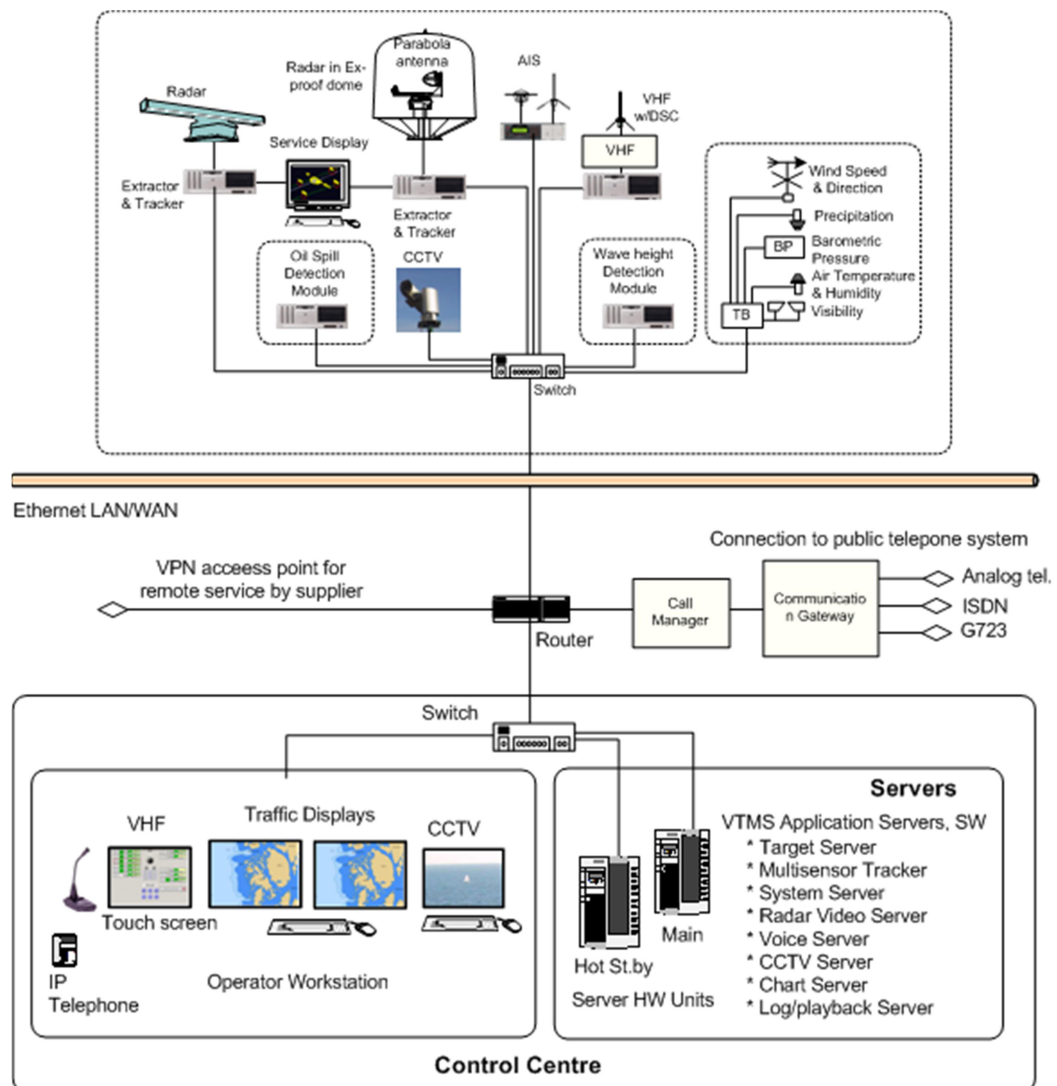 Parabola
antenna
Radar in Ex-
proof dome
AIS
VHF
w/DSC
VHF
Radar
Service Display
Extractor
& Tracker
Extractor
& Tracker
Wind Speed
& Direction
Precipitation
BP
Barometric
Pressure
Air Temperature
& Humidity
TB
Visibility
Oil Spill
Detection
Module
CCTV
Wave height
Detection
Module
Switch
Ethernet LAN/WAN
VPN acceess point for
remote service by supplier
Router
Connection to public telepone system
Call
Manager
Communicatio
n Gateway
Analog tel.
ISDN
G723
Switch
VHF
Traffic Displays
CCTV
Touch screen
IP
Telephone
Operator Workstation
Servers
VTMS Application Servers, SW
* Target Server
* Multisensor Tracker
* System Server
* Radar Video Server
* Voice Server
* CCTV Server
* Chart Server
* Log/playback Server
Main
Hot St.by
Server HW Units
Control Centre